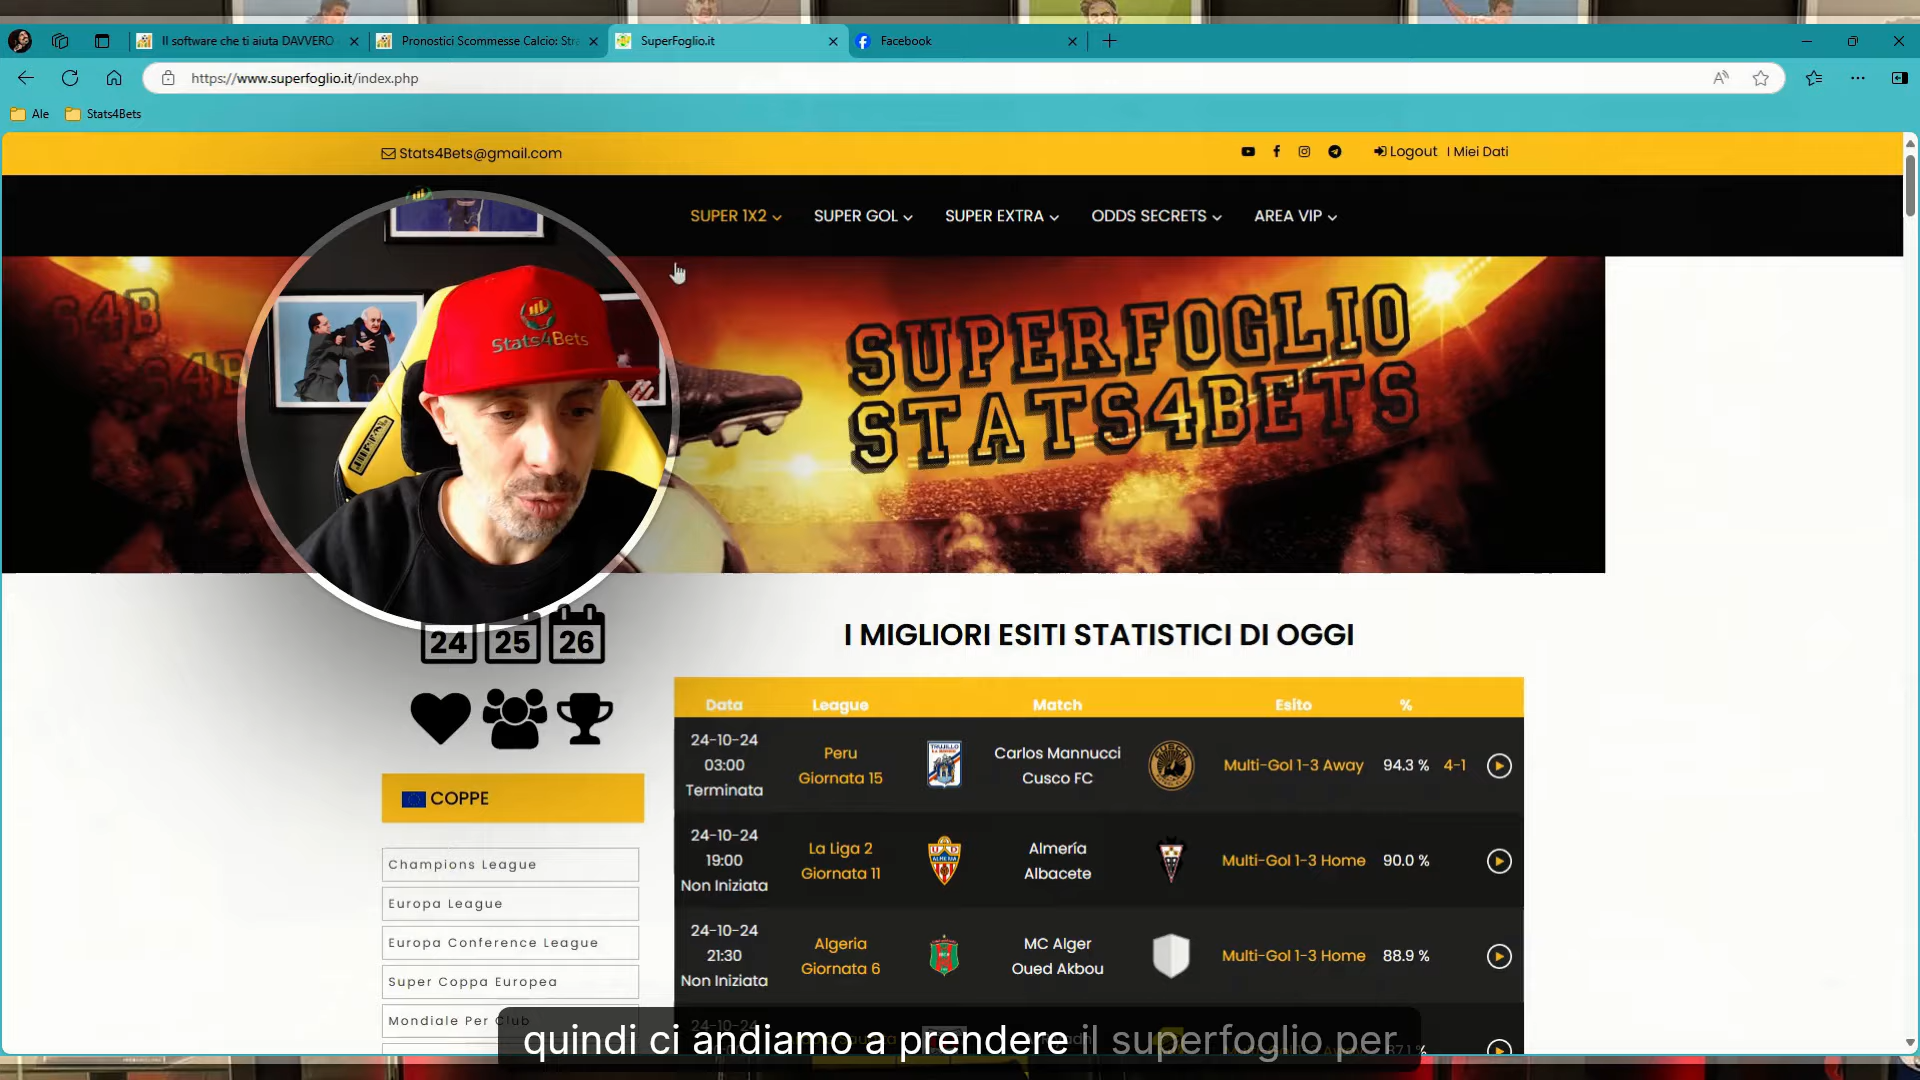 Il software che ti aiuta DAVVERO
Pronostici Scommesse Calcio: Stra
SuperFoglio.it
Facebook
https://www.superfoglio.it/index.php
Ale
Stats4Bets
Stats4Bets@gmail.com
Logout
I Miei Dati
SUPER 1X2
SUPER GOL
SUPER EXTRA
ODDS SECRETS
AREA VIP
S4B
S4B
Stats4Bets
SUPERFOGLIO
STATS4BETS
24 25 26
COPPE
Champions League
Europa League
Europa Conference League
Super Coppa Europea
Mondiale Per Club
I MIGLIORI ESITI STATISTICI DI OGGI
Data League Match Esito %
24-10-24
03:00
Terminata
Peru
Giornata 15
Carlos Mannucci
Cusco FC
Multi-Gol 1-3 Away 94.3 % 4-1
24-10-24
19:00
Non Iniziata
La Liga 2
Giornata 11
Almería
Albacete
Multi-Gol 1-3 Home 90.0 %
24-10-24
21:30
Non Iniziata
Algeria
Giornata 6
MC Alger
Oued Akbou
Multi-Gol 1-3 Home 88.9 %
24-10-24
quindi ci andiamo a prendere il superfoglio per